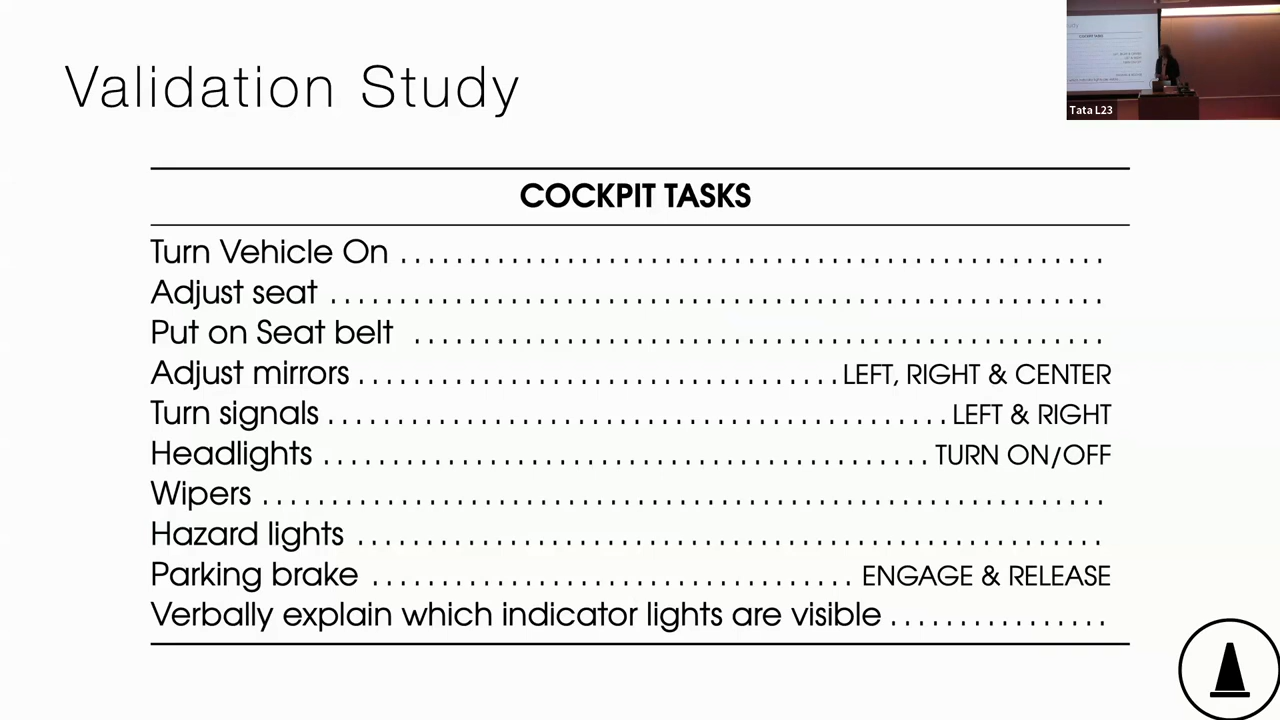 Validation Study
Tata L23
COCKPIT TASKS
Turn Vehicle On ........................................
Adjust seat ............................................
Put on Seat belt ........................................
Adjust mirrors ............................LEFT, RIGHT & CENTER
Turn signals ....................................LEFT & RIGHT
Headlights ...................................TURN ON/OFF
Wipers ................................................
Hazard lights ...........................................
Parking brake ............................ENGAGE & RELEASE
Verbally explain which indicator lights are visible .............